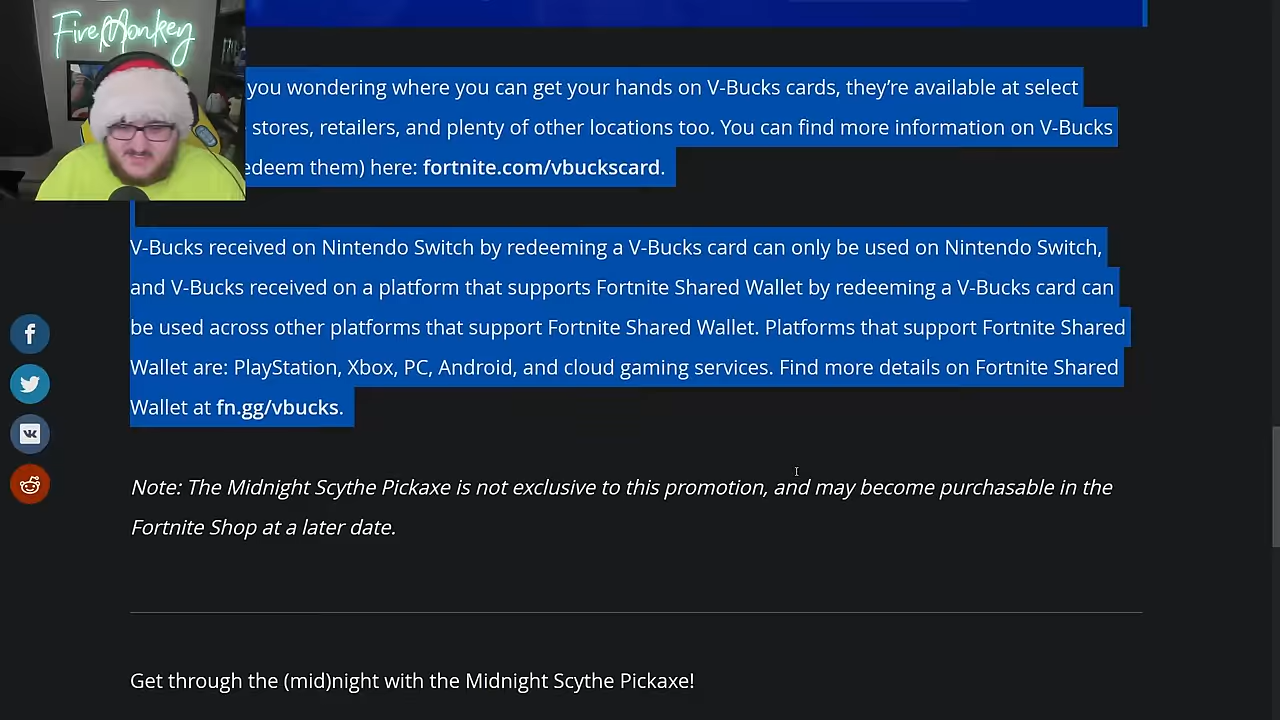 FireMonkey
you wondering where you can get your hands on V-Bucks cards, they’re available at select
stores, retailers, and plenty of other locations too. You can find more information on V-Bucks
edeem them) here: fortnite.com/vbuckscard.
V-Bucks received on Nintendo Switch by redeeming a V-Bucks card can only be used on Nintendo Switch,
and V-Bucks received on a platform that supports Fortnite Shared Wallet by redeeming a V-Bucks card can
be used across other platforms that support Fortnite Shared Wallet. Platforms that support Fortnite Shared
Wallet are: PlayStation, Xbox, PC, Android, and cloud gaming services. Find more details on Fortnite Shared
Wallet at fn.gg/vbucks.
Note: The Midnight Scythe Pickaxe is not exclusive to this promotion, and may become purchasable in the
Fortnite Shop at a later date.
Get through the (mid)night with the Midnight Scythe Pickaxe!